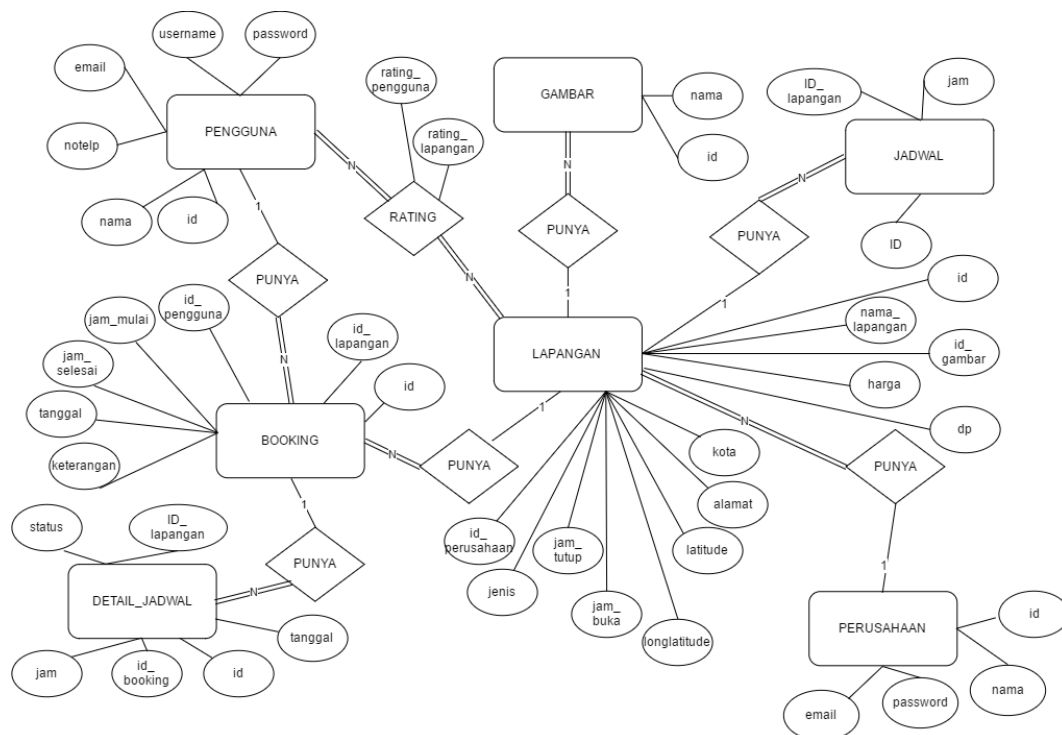 username
password
email
notelp
PENGGUNA
nama
id
rating_
pengguna
rating_
lapangan
N
RATING
N
GAMBAR
nama
id
N
PUNYA
1
ID_
lapangan
jam
JADWAL
ID
N
PUNYA
1
1
PUNYA
N
id_
pengguna
jam_mulai
jam_
selesai
tanggal
keterangan
id_
lapangan
id
BOOKING
N
PUNYA
1
LAPANGAN
id
nama_
lapangan
id_
gambar
harga
dp
kota
alamat
latitude
longlatitude
jam_
buka
jam_
tutup
jenis
id_
perusahaan
N
PUNYA
1
1
PUNYA
N
status
ID_
lapangan
DETAIL_JADWAL
tanggal
jam
id_
booking
id
PERUSAHAAN
id
nama
password
email